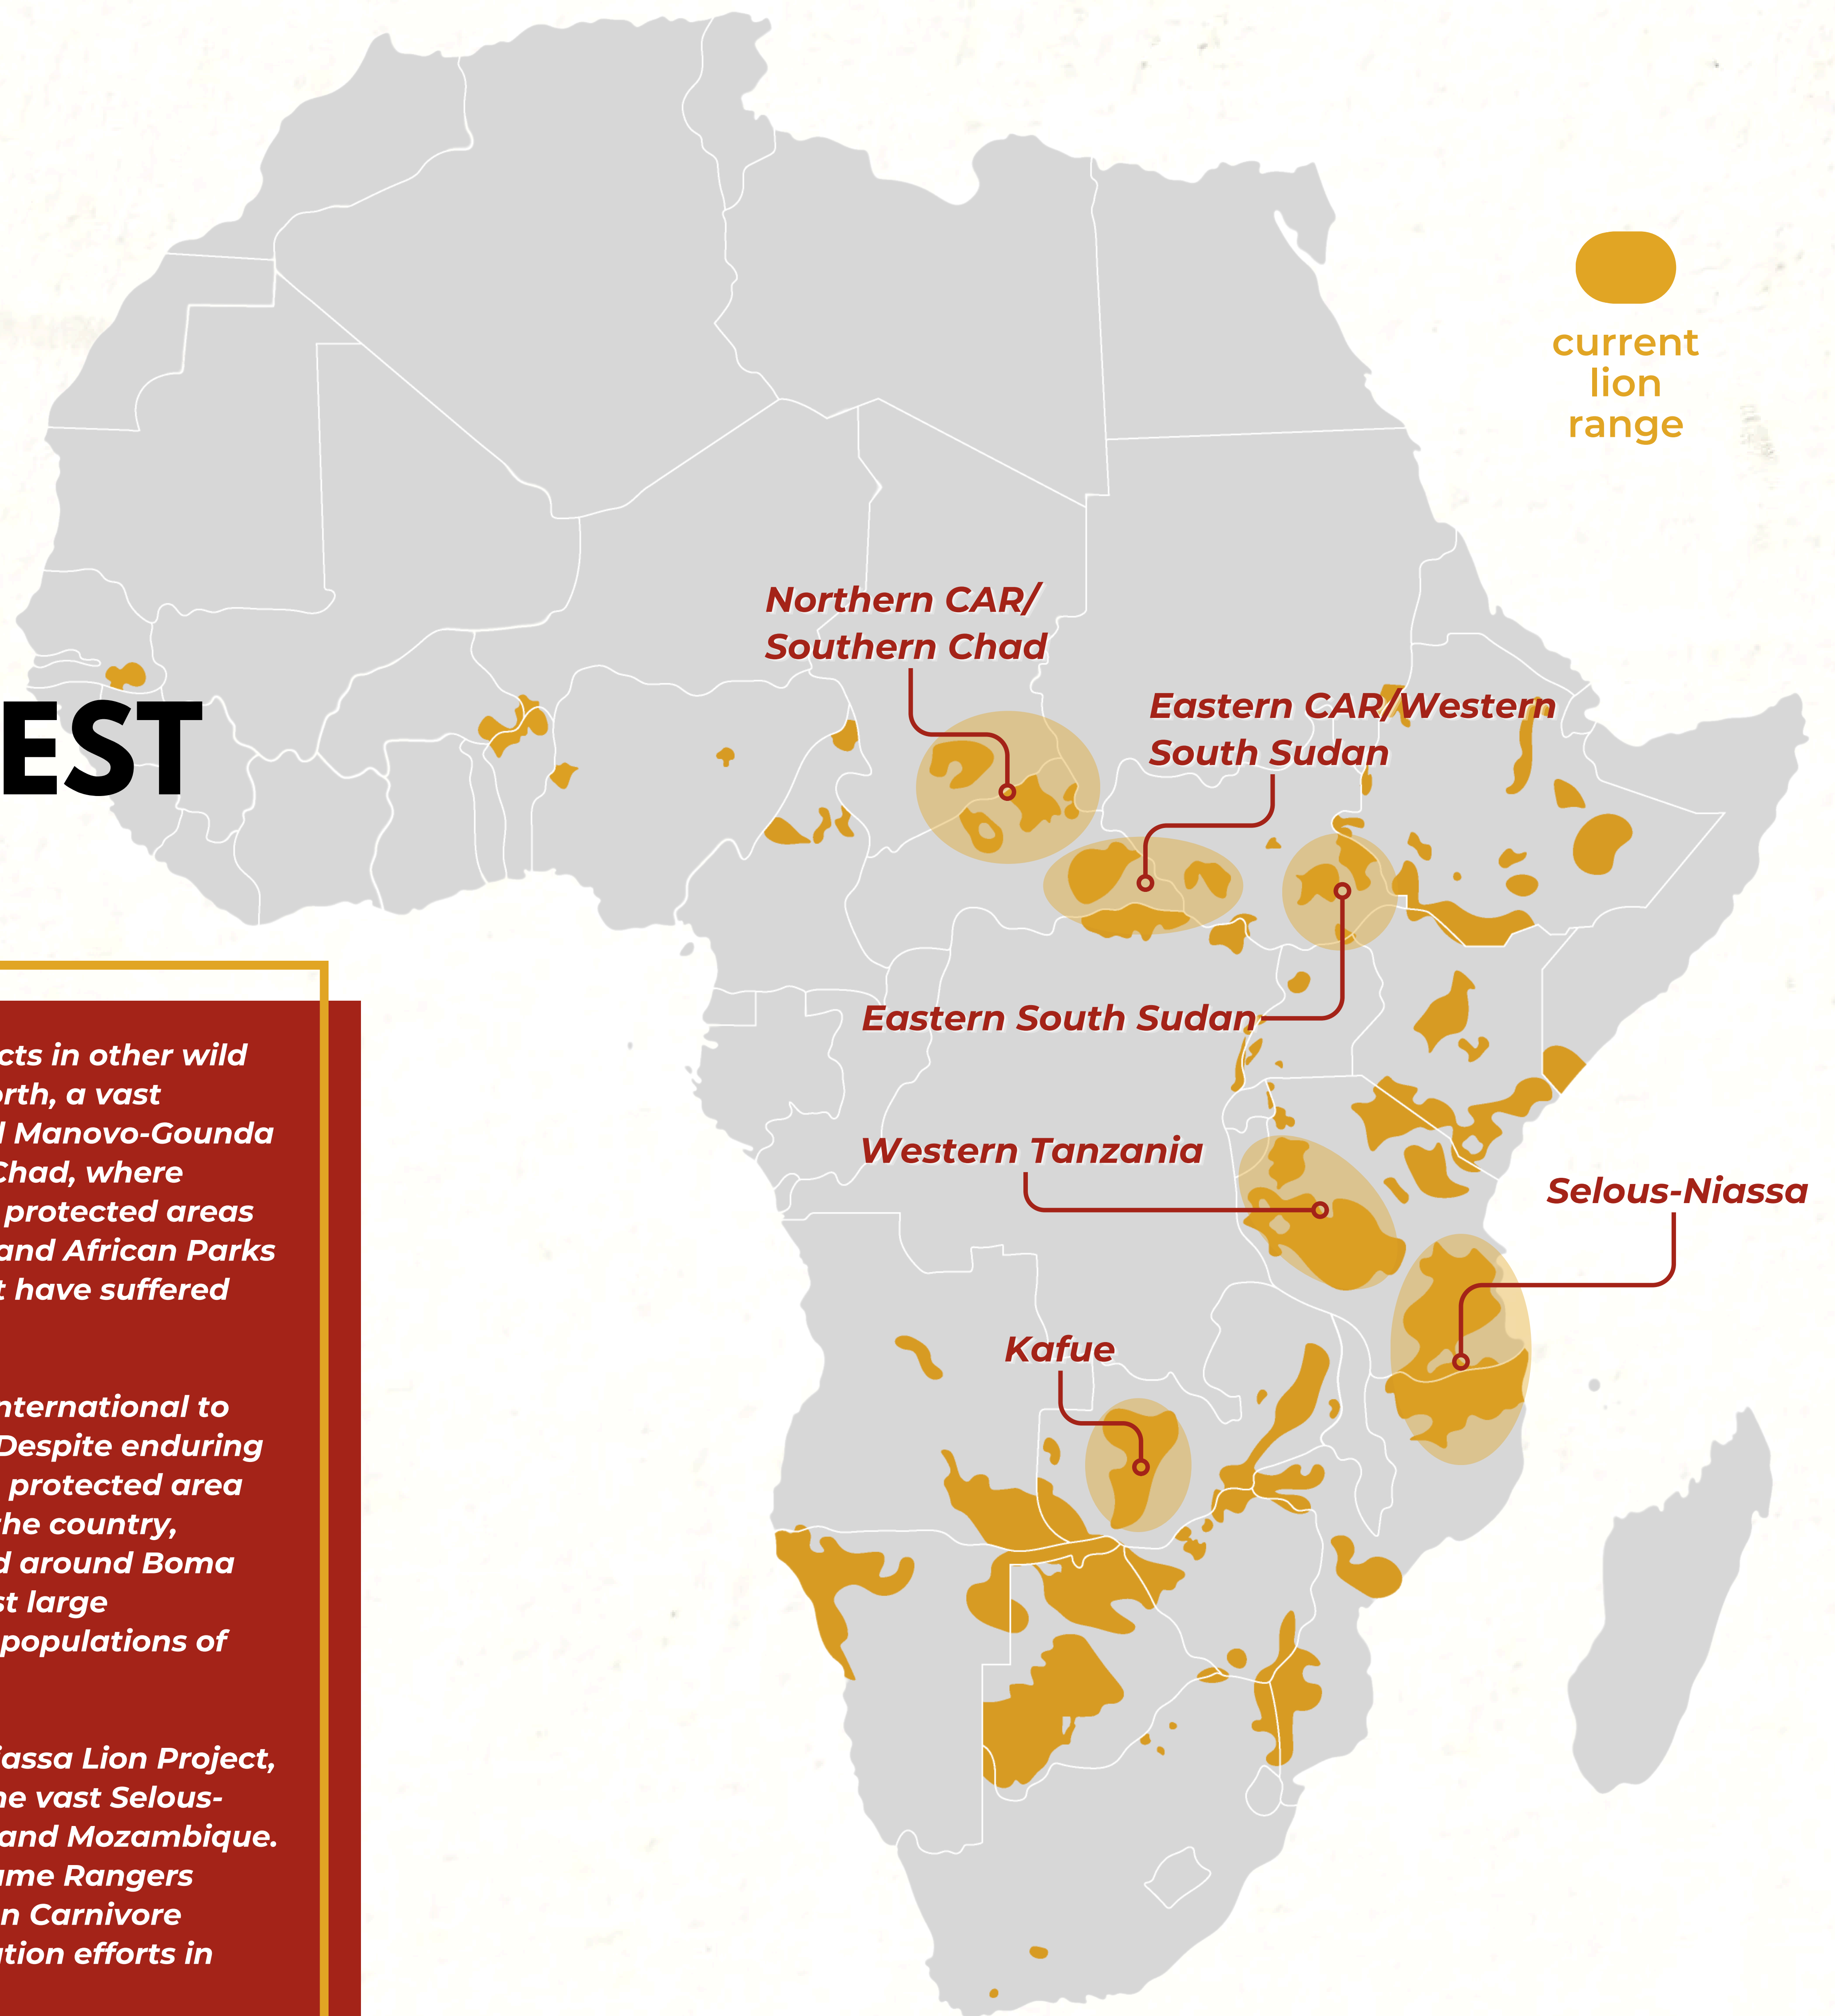 EST
cts in other wild
orth, a vast
d Manovo-Gounda
Chad, where
protected areas
and African Parks
t have suffered
nternational to
Despite enduring
protected area
the country,
d around Boma
st large
populations of
iassa Lion Project,
he vast Selous-
and Mozambique.
ame Rangers
n Carnivore
ation efforts in
current
lion
range
Northern CAR/
Southern Chad
Eastern CAR/Western
South Sudan
Eastern South Sudan
Western Tanzania
Selous-Niassa
Kafue